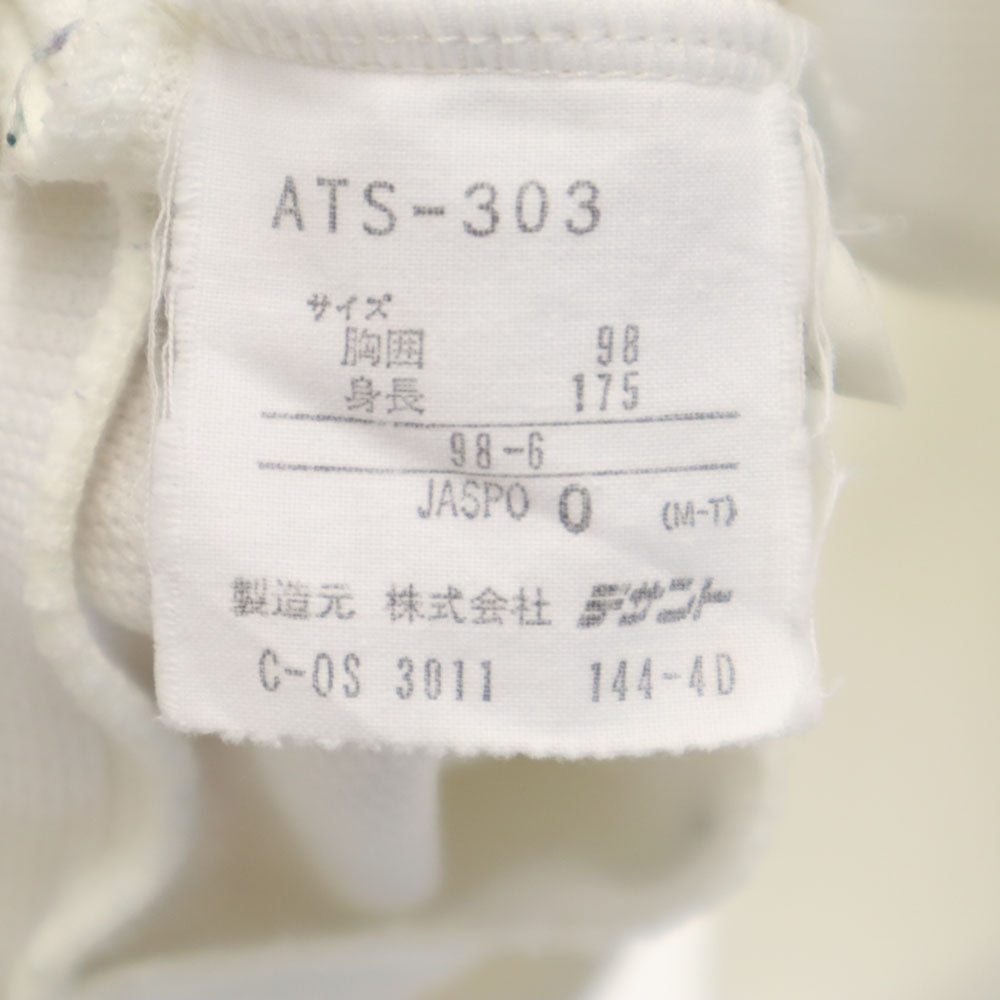 ATS-303
サイズ
胸囲 98
身長 175
98-6
JASPO O (M-T)
製造元 株式会社 デサント
C-OS 3011 144-4D